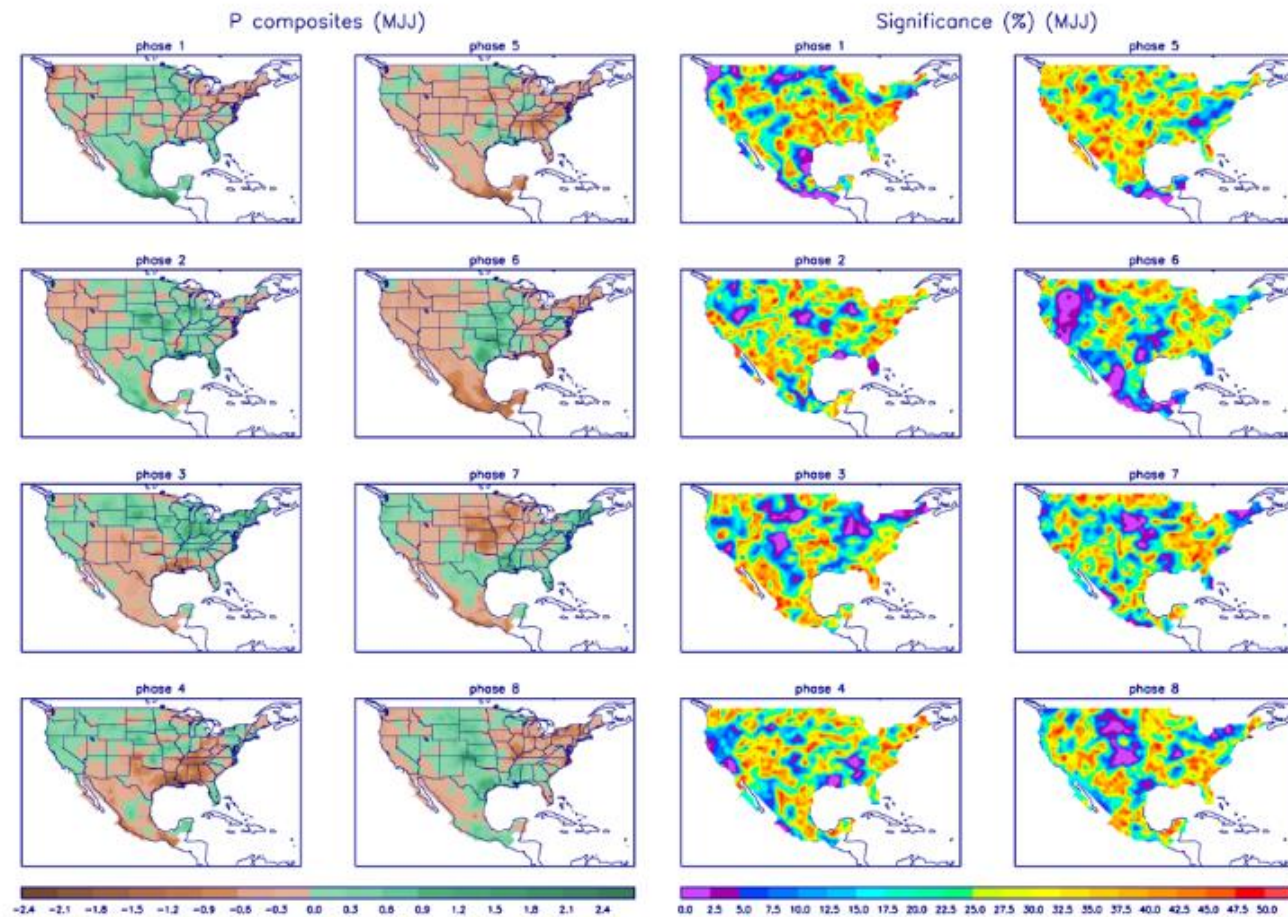 P composites (MJJ) Significance (%) (MJJ)
phase 1 phase 5 phase 1 phase 5
phase 2 phase 6 phase 2 phase 6
phase 3 phase 7 phase 3 phase 7
phase 4 phase 8 phase 4 phase 8
-2.4 -2.1 -1.8 -1.5 -1.2 -0.9 -0.6 -0.5 0.0 0.3 0.6 0.9 1.2 1.5 1.8 2.1 2.4 0.0 2.5 5.0 7.5 10.0 12.5 15.0 17.5 20.0 22.5 25.0 27.5 30.0 32.5 35.0 37.5 40.0 42.5 45.0 47.5 50.0